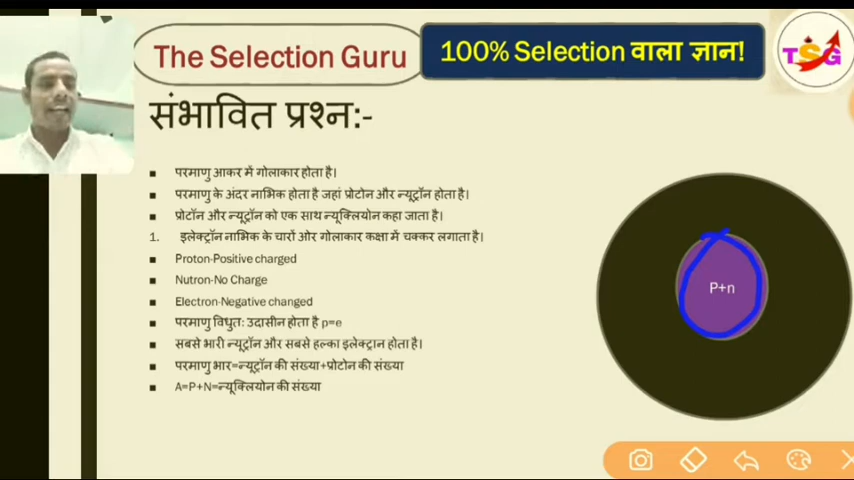 The Selection Guru
100% Selection वाला ज्ञान!
TSG
संभावित प्रश्न:-
परमाणु आकर में गोलाकार होता है।
परमाणु के अंदर नाभिक होता है जहां प्रोटोन और न्यूट्रॉन होता है।
प्रोटॉन और न्यूट्रॉन को एक साथ न्यूक्लियोन कहा जाता है।
1. इलेक्ट्रॉन नाभिक के चारों ओर गोलाकार कक्षा में चक्कर लगाता है।
Proton-Positive charged
Nutron-No Charge
Electron-Negative changed
परमाणु विधुत: उदासीन होता है p=e
सबसे भारी न्यूट्रॉन और सबसे हल्का इलेक्ट्रान होता है।
परमाणु भार=न्यूट्रॉन की संख्या+प्रोटोन की संख्या
A=P+N=न्यूक्लियोन की संख्या
P+n